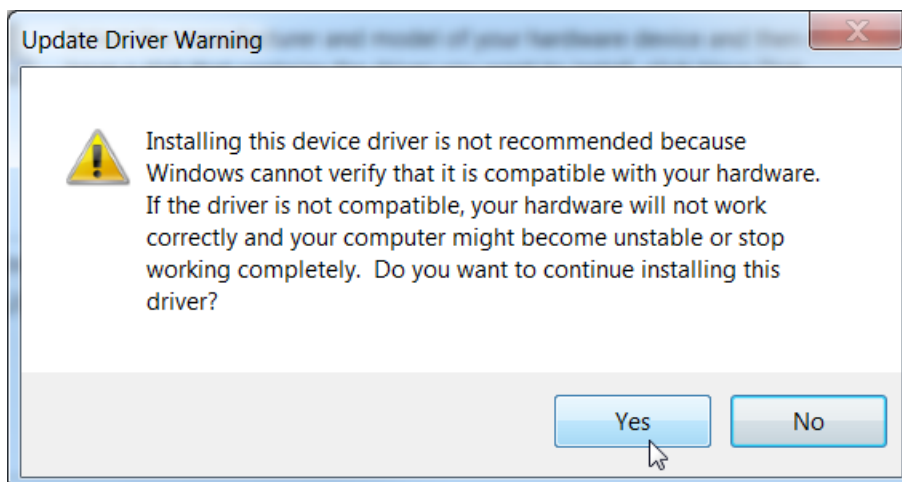 Update Driver Warning
Installing this device driver is not recommended because
Windows cannot verify that it is compatible with your hardware.
If the driver is not compatible, your hardware will not work
correctly and your computer might become unstable or stop
working completely.  Do you want to continue installing this
driver?
Yes
No